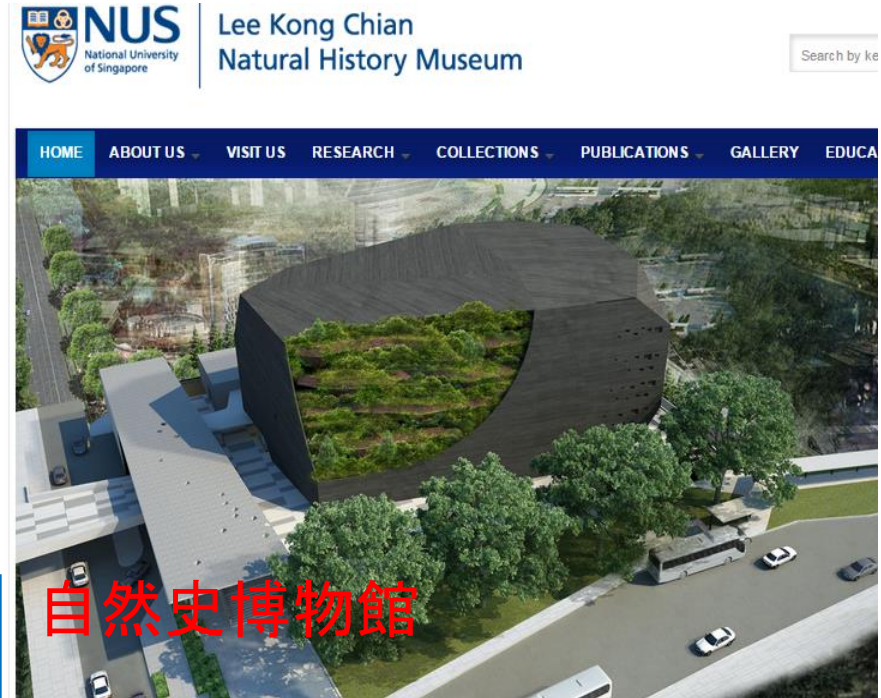 NUS
National University
of Singapore
Lee Kong Chian
Natural History Museum
Search by ke
HOME ABOUT US VISIT US RESEARCH COLLECTIONS PUBLICATIONS GALLERY EDUCA
自然史博物館